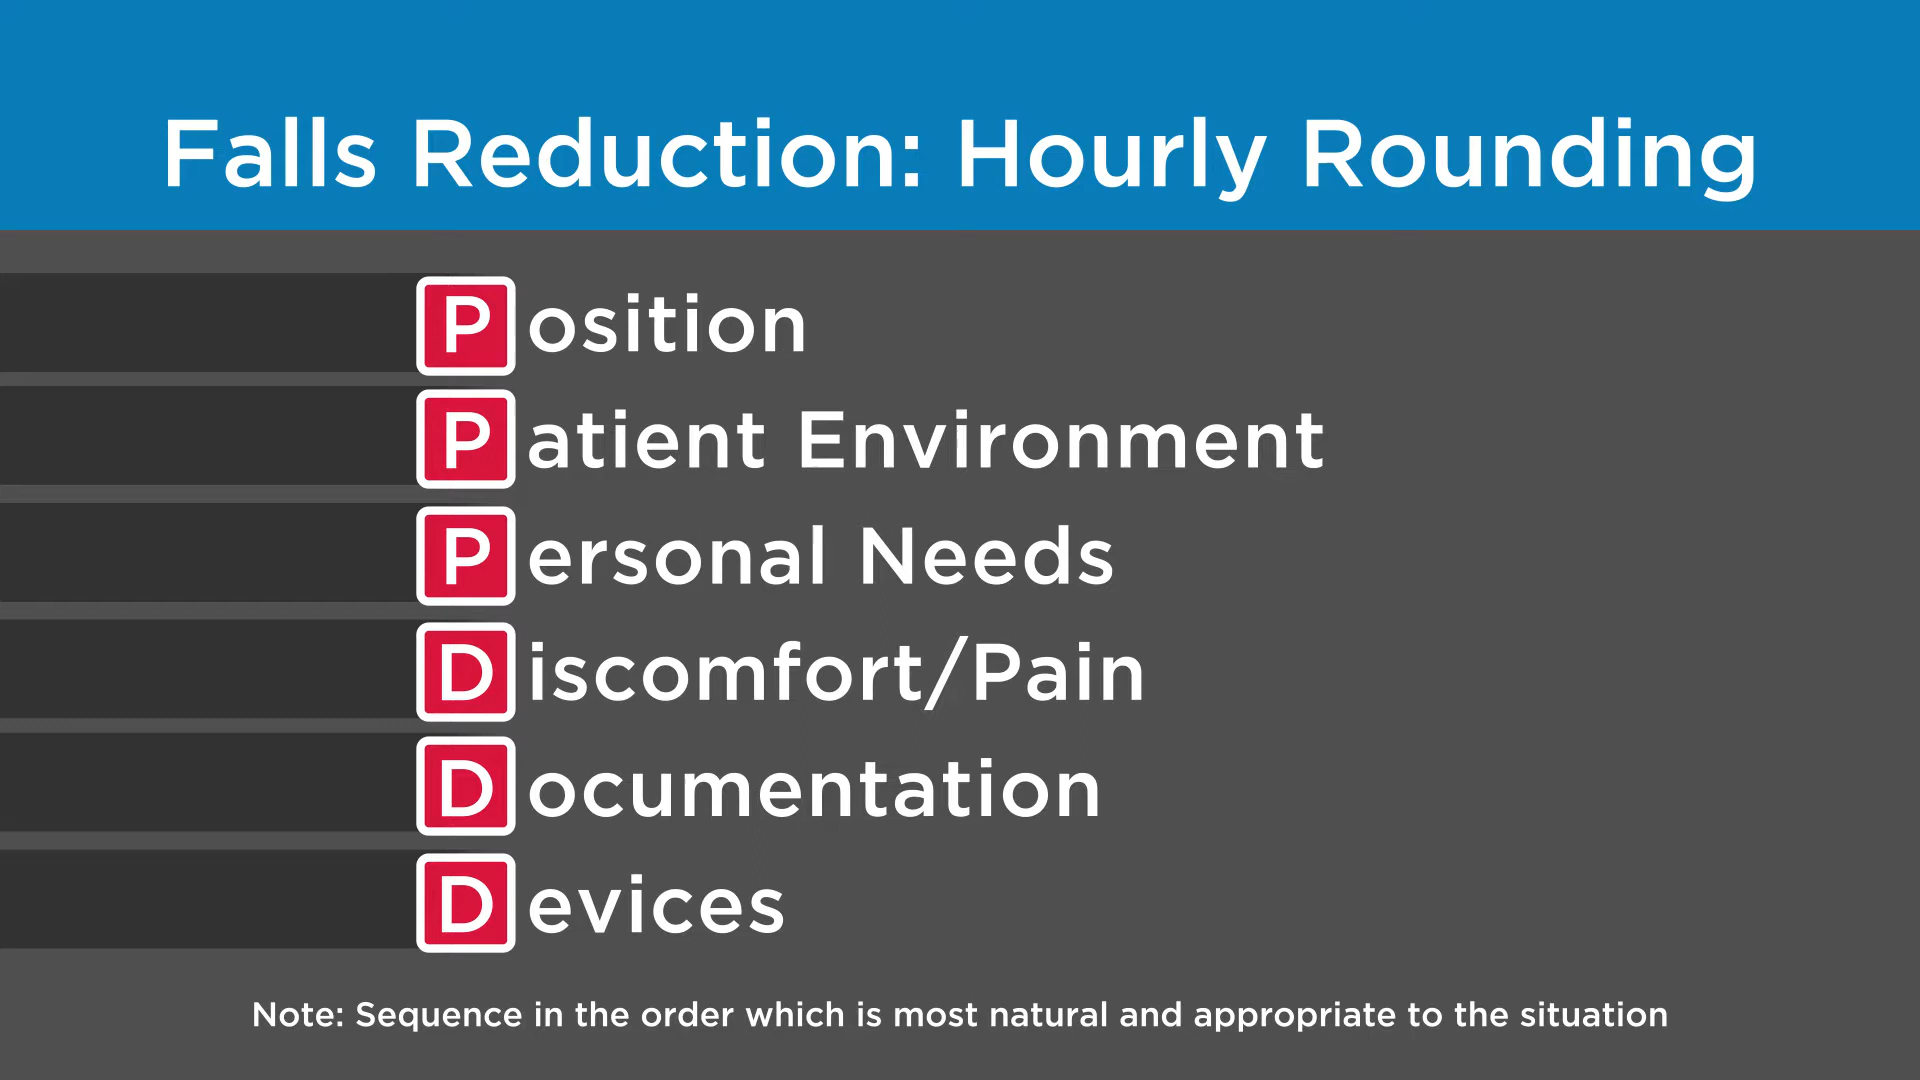 Falls Reduction: Hourly Rounding
Position
Patient Environment
Personal Needs
Discomfort/Pain
Documentation
Devices
Note: Sequence in the order which is most natural and appropriate to the situation